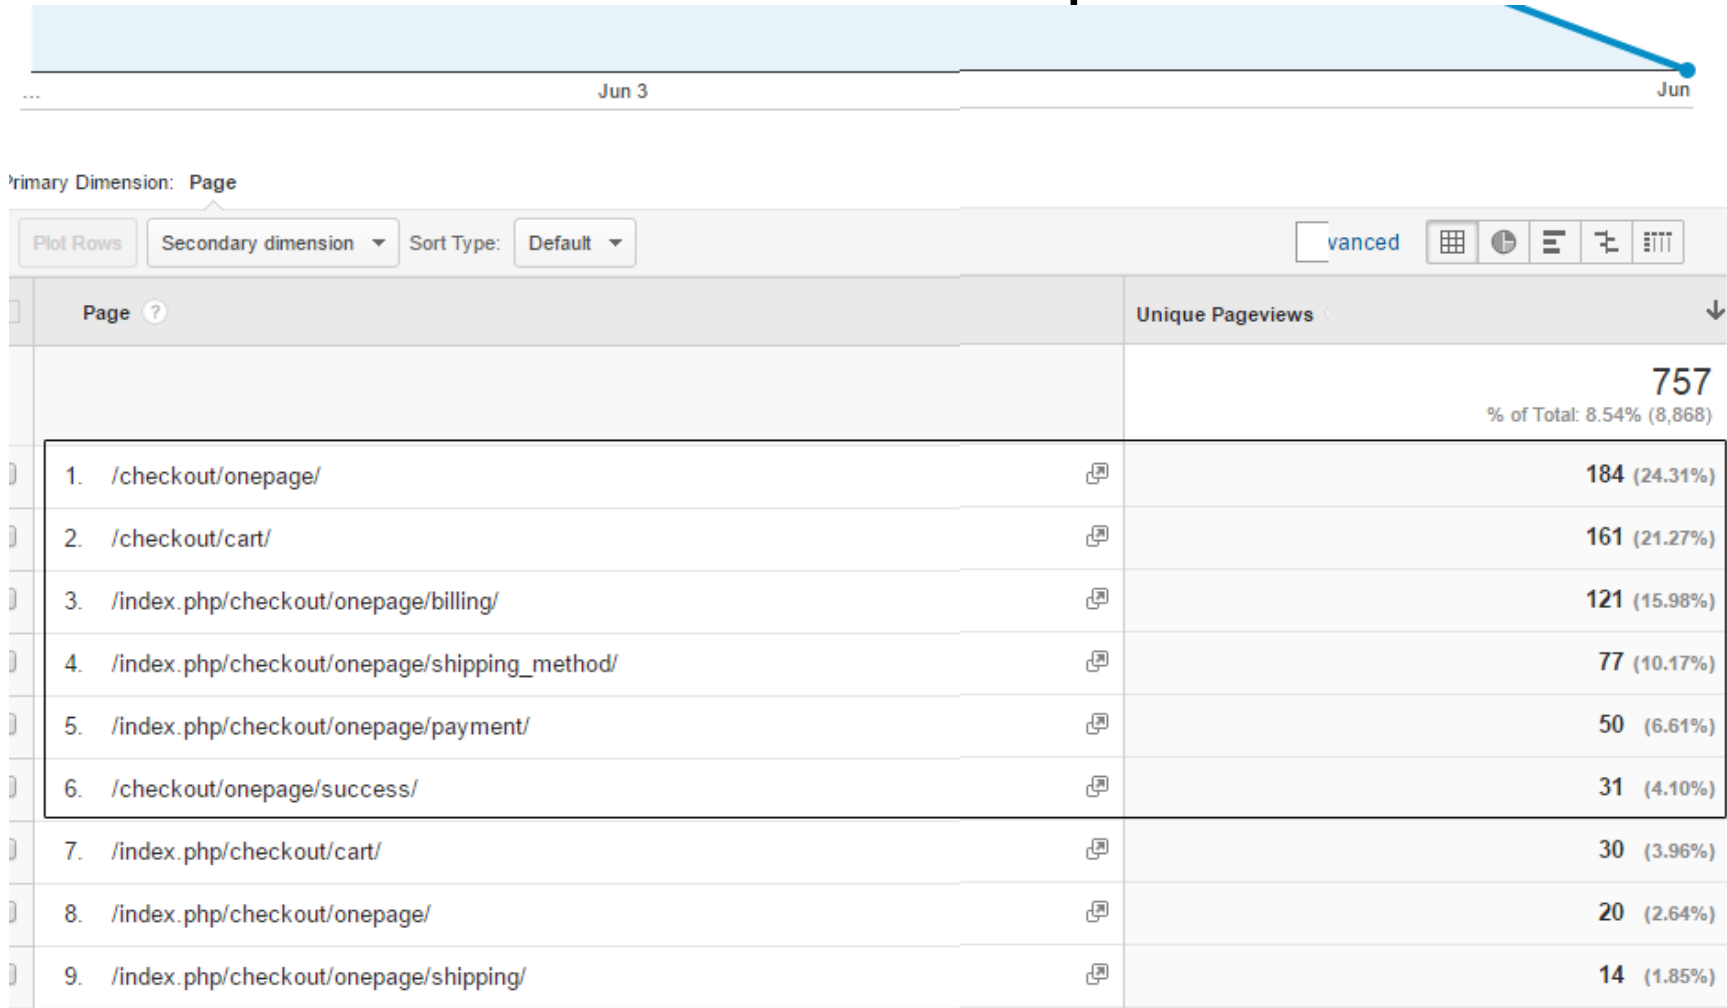 ...
Jun 3
Jun
Primary Dimension: Page
Plot Rows
Secondary dimension
Sort Type:
Default
vanced
Page ?
Unique Pageviews
757
% of Total: 8.54% (8,868)
1. /checkout/onepage/ 184 (24.31%)
2. /checkout/cart/ 161 (21.27%)
3. /index.php/checkout/onepage/billing/ 121 (15.98%)
4. /index.php/checkout/onepage/shipping_method/ 77 (10.17%)
5. /index.php/checkout/onepage/payment/ 50 (6.61%)
6. /checkout/onepage/success/ 31 (4.10%)
7. /index.php/checkout/cart/ 30 (3.96%)
8. /index.php/checkout/onepage/ 20 (2.64%)
9. /index.php/checkout/onepage/shipping/ 14 (1.85%)